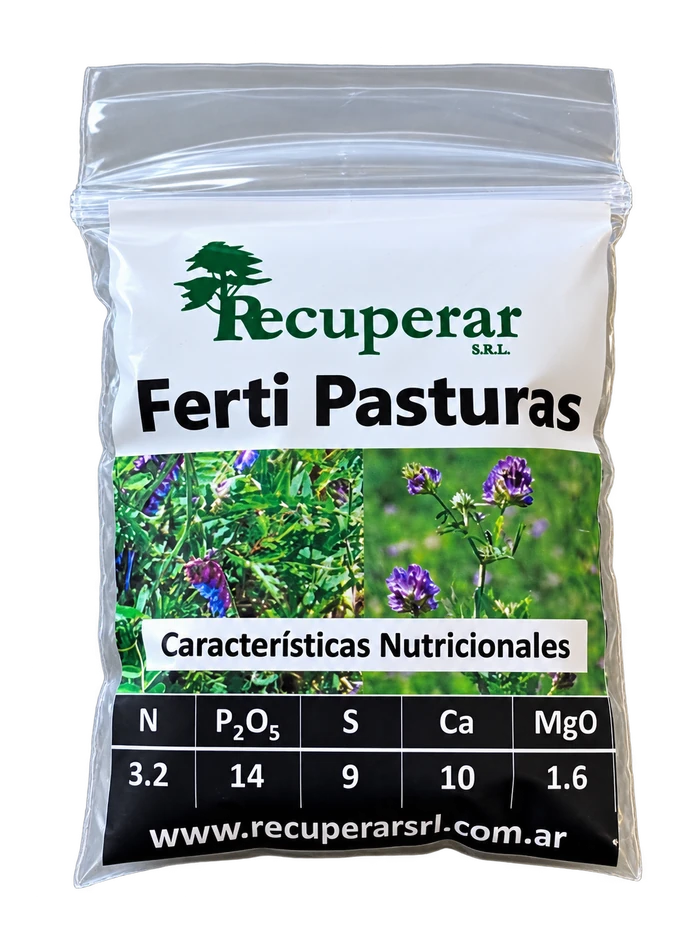 Recuperar
S.R.L.
Ferti Pasturas
Características Nutricionales
N P₂O₅ S Ca MgO
3.2 14 9 10 1.6
www.recuperarsrl.com.ar